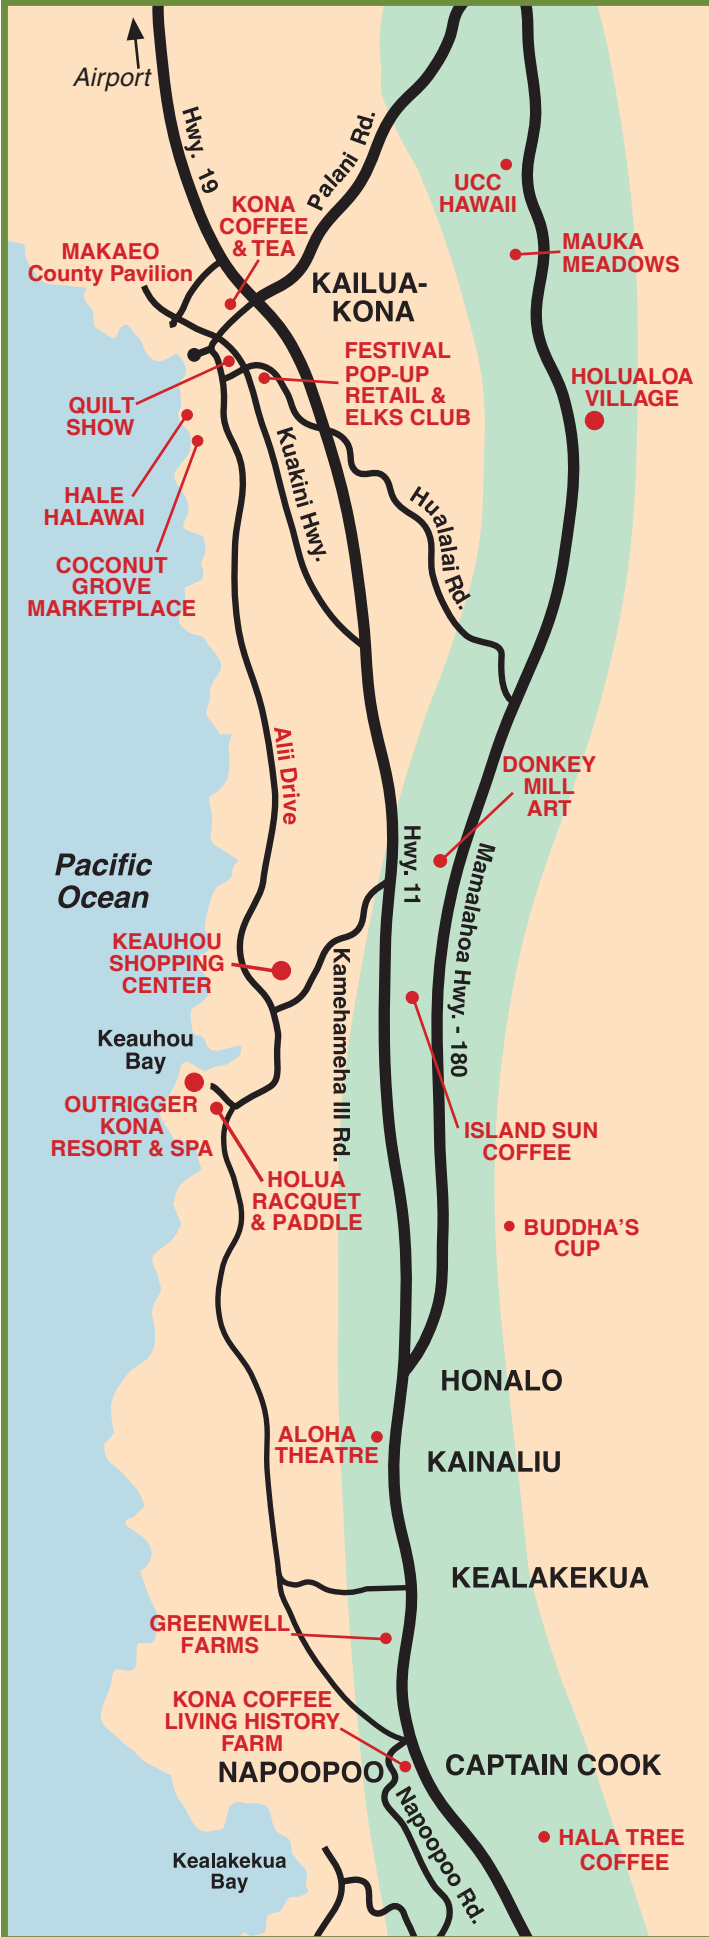 Airport
Hwy. 19
Palani Rd.
UCC
HAWAII
KONA
COFFEE
& TEA
MAKAEO
County Pavilion
MAUKA
MEADOWS
KAILUA-
KONA
FESTIVAL
POP-UP
RETAIL &
ELKS CLUB
HOLUALOA
VILLAGE
QUILT
SHOW
Kuakini Hwy.
HALE
HALAWAI
Hualalai Rd.
COCONUT
GROVE
MARKETPLACE
Alii Drive
DONKEY
MILL
ART
Pacific
Ocean
Hwy. 11
Mamalahoa Hwy. - 180
KEAUHOU
SHOPPING
CENTER
Kamehameha III Rd.
Keauhou
Bay
OUTRIGGER
KONA
RESORT & SPA
ISLAND SUN
COFFEE
HOLUA
RACQUET
& PADDLE
BUDDHA'S
CUP
HONALO
ALOHA
THEATRE
KAINALIU
KEALAKEKUA
GREENWELL
FARMS
KONA COFFEE
LIVING HISTORY
FARM
NAPOOPOO
CAPTAIN COOK
Napoopoo Rd.
HALA TREE
COFFEE
Kealakekua
Bay